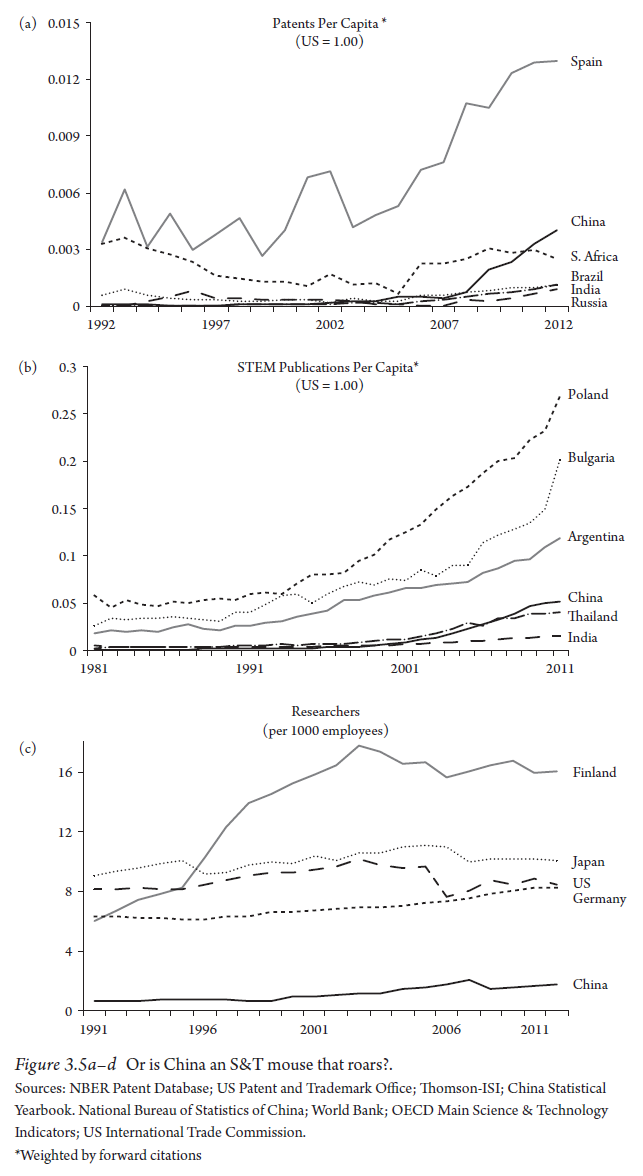 (a)
Patents Per Capita *
(US = 1.00)
0.015
0.012
0.009
0.006
0.003
0
Spain
China
S. Africa
Brazil
India
Russia
1992 1997 2002 2007 2012
(b)
STEM Publications Per Capita*
(US = 1.00)
0.3
0.25
0.2
0.15
0.1
0.05
0
Poland
Bulgaria
Argentina
China
Thailand
India
1981 1991 2001 2011
(c)
Researchers
(per 1000 employees)
16
12
8
4
0
Finland
Japan
US
Germany
China
1991 1996 2001 2006 2011
Figure 3.5a–d Or is China an S&T mouse that roars?.
Sources: NBER Patent Database; US Patent and Trademark Office; Thomson-ISI; China Statistical
Yearbook. National Bureau of Statistics of China; World Bank; OECD Main Science & Technology
Indicators; US International Trade Commission.
*Weighted by forward citations